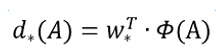 d_*(A) = w_*^T · Φ(A)